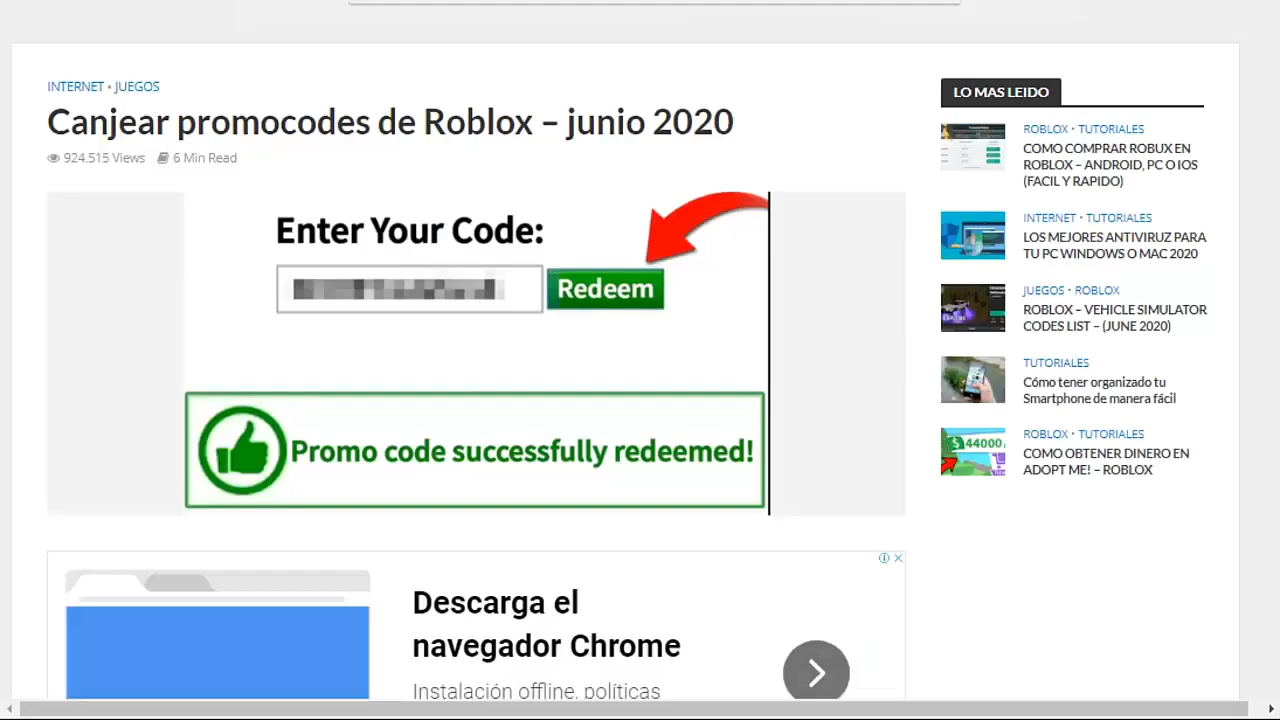 INTERNET • JUEGOS
Canjear promocodes de Roblox – junio 2020
924.515 Views 6 Min Read
Enter Your Code:
Redeem
Promo code successfully redeemed!
Descarga el
navegador Chrome
Instalación offline, políticas
LO MAS LEIDO
ROBLOX • TUTORIALES
COMO COMPRAR ROBUX EN
ROBLOX – ANDROID, PC O IOS
(FACIL Y RAPIDO)
INTERNET • TUTORIALES
LOS MEJORES ANTIVIRUZ PARA
TU PC WINDOWS O MAC 2020
JUEGOS • ROBLOX
ROBLOX – VEHICLE SIMULATOR
CODES LIST – (JUNE 2020)
TUTORIALES
Cómo tener organizado tu
Smartphone de manera fácil
$44000
ROBLOX • TUTORIALES
COMO OBTENER DINERO EN
ADOPT ME! – ROBLOX